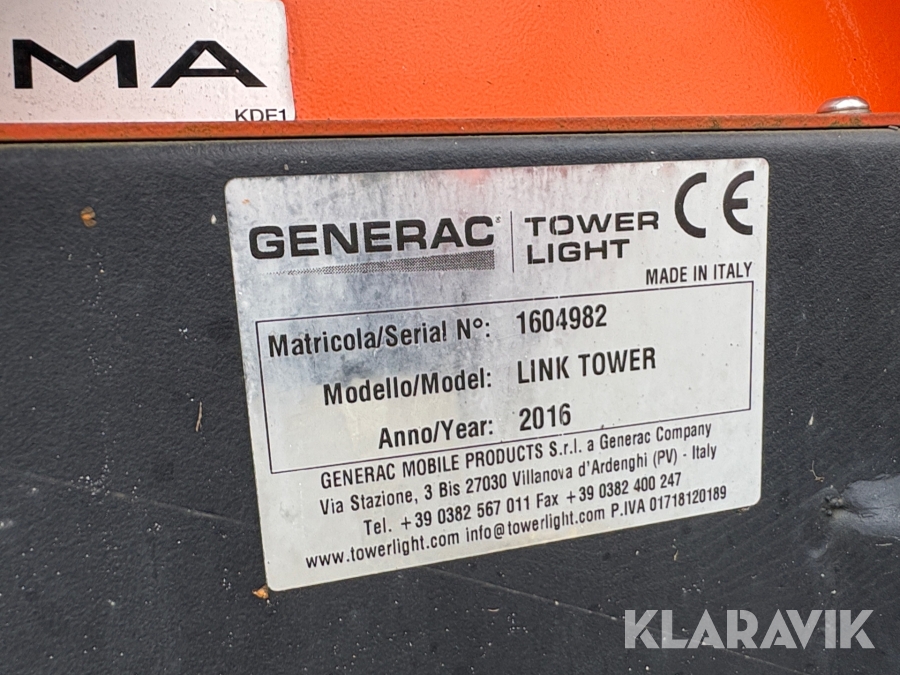 MA
KDE1
GENERAC® TOWER LIGHT CE
MADE IN ITALY
Matricola/Serial N°: 1604982
Modello/Model: LINK TOWER
Anno/Year: 2016
GENERAC MOBILE PRODUCTS S.r.l. a Generac Company
Via Stazione, 3 Bis 27030 Villanova d'Ardenghi (PV) - Italy
Tel. +39 0382 567 011 Fax +39 0382 400 247
www.towerlight.com info@towerlight.com P.IVA 01718120189
KLARAVIK